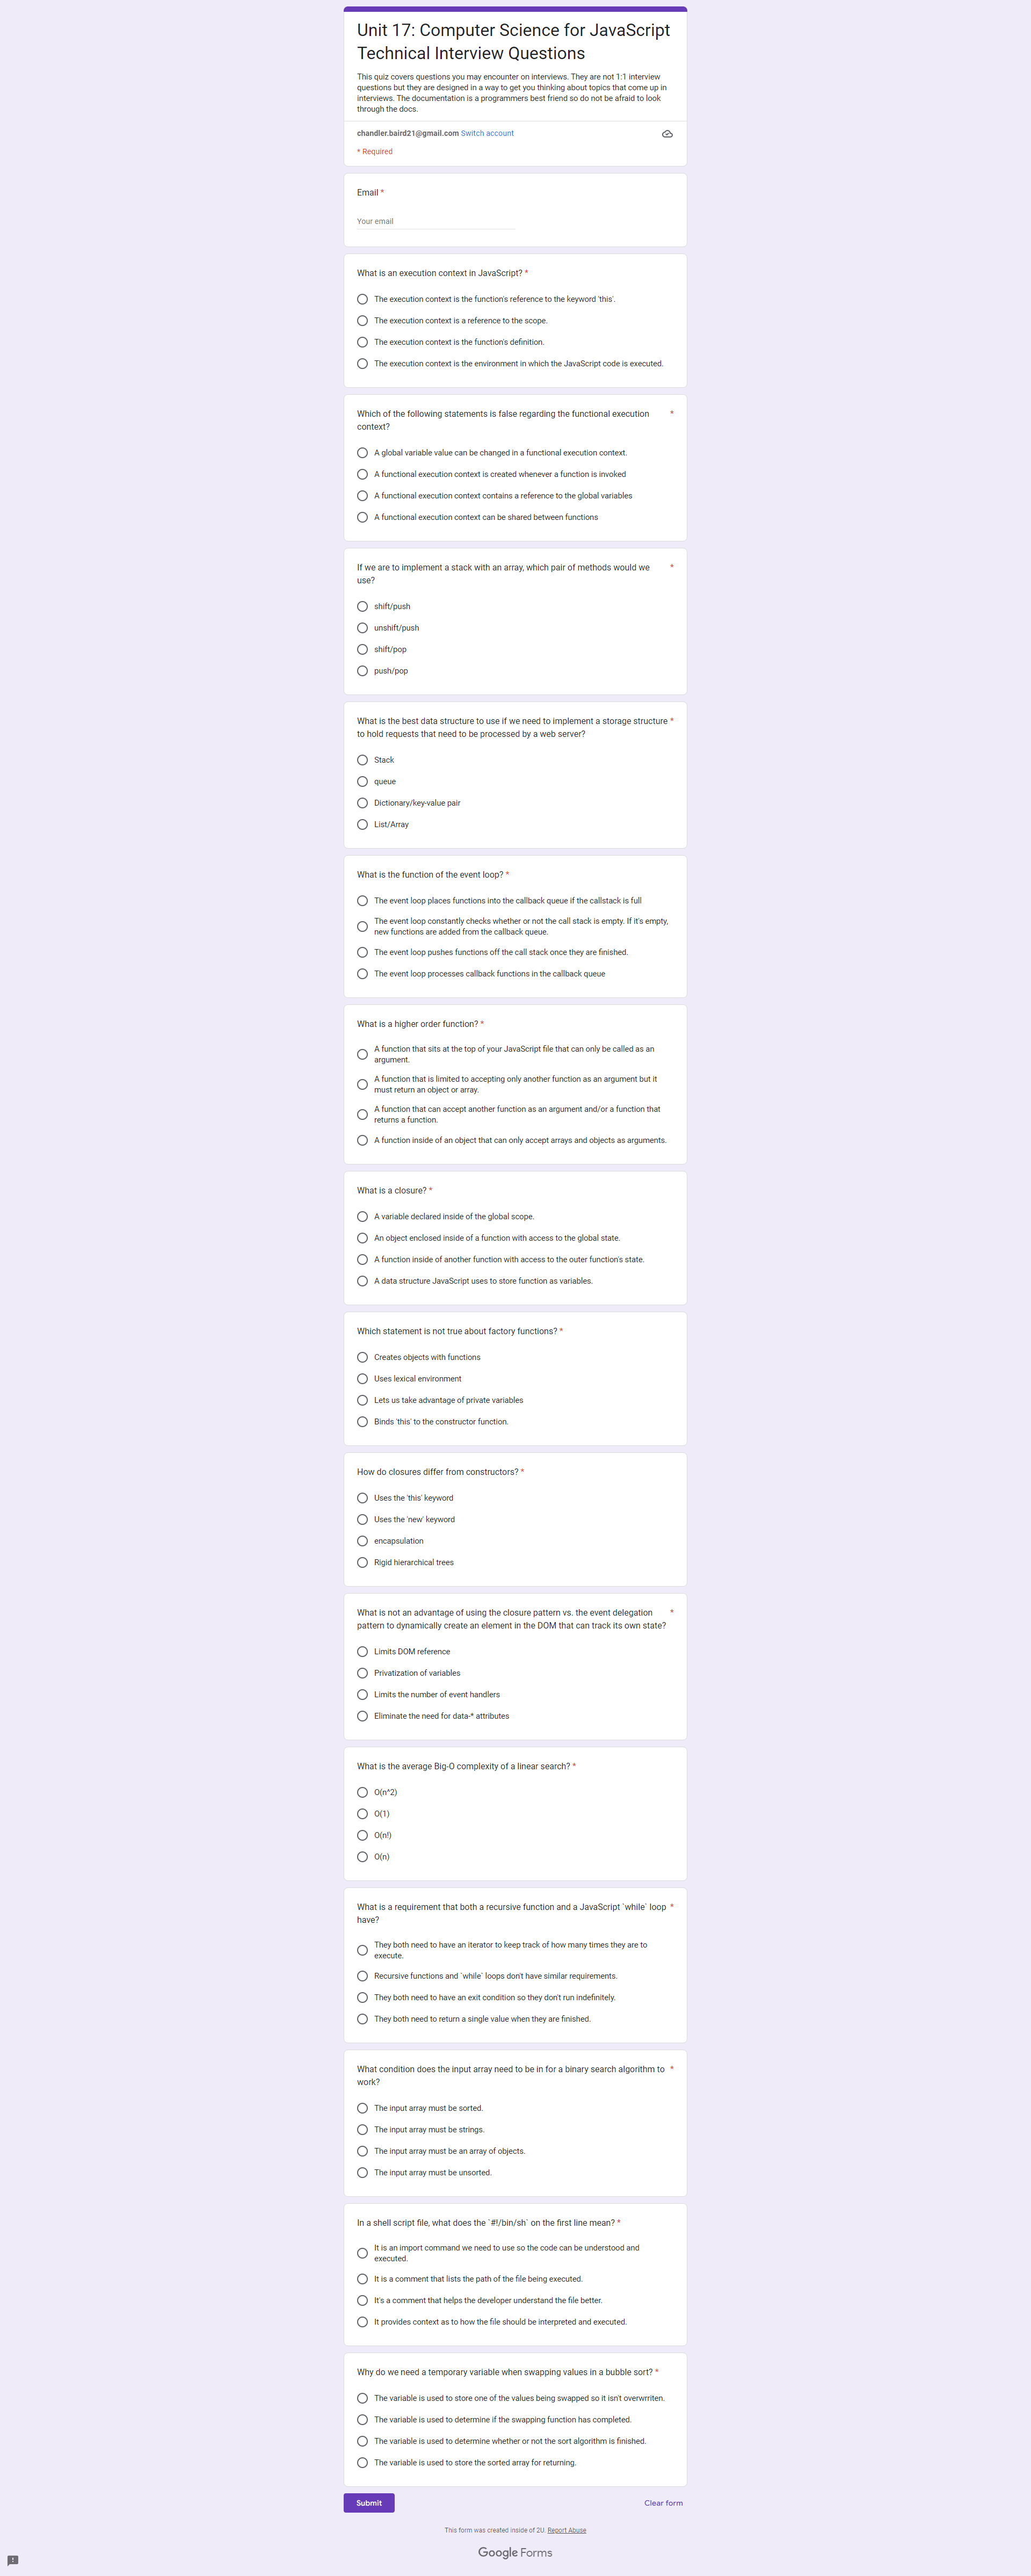 Unit 17: Computer Science for JavaScript
Technical Interview Questions
This quiz covers questions you may encounter on interviews. They are not 1:1 interview
questions but they are designed in a way to get you thinking about topics that come up in
interviews. The documentation is a programmers best friend so do not be afraid to look
through the docs.
chandler.baird21@gmail.com Switch account
* Required
Email *
Your email
What is an execution context in JavaScript? *
The execution context is the function's reference to the keyword 'this'.
The execution context is a reference to the scope.
The execution context is the function's definition.
The execution context is the environment in which the JavaScript code is executed.
Which of the following statements is false regarding the functional execution *
context?
A global variable value can be changed in a functional execution context.
A functional execution context is created whenever a function is invoked
A functional execution context contains a reference to the global variables
A functional execution context can be shared between functions
If we are to implement a stack with an array, which pair of methods would we *
use?
shift/push
unshift/push
shift/pop
push/pop
What is the best data structure to use if we need to implement a storage structure *
to hold requests that need to be processed by a web server?
Stack
queue
Dictionary/key-value pair
List/Array
What is the function of the event loop? *
The event loop places functions into the callback queue if the callstack is full
The event loop constantly checks whether or not the call stack is empty. If it's empty,
new functions are added from the callback queue.
The event loop pushes functions off the call stack once they are finished.
The event loop processes callback functions in the callback queue
What is a higher order function? *
A function that sits at the top of your JavaScript file that can only be called as an
argument.
A function that is limited to accepting only another function as an argument but it
must return an object or array.
A function that can accept another function as an argument and/or a function that
returns a function.
A function inside of an object that can only accept arrays and objects as arguments.
What is a closure? *
A variable declared inside of the global scope.
An object enclosed inside of a function with access to the global state.
A function inside of another function with access to the outer function's state.
A data structure JavaScript uses to store function as variables.
Which statement is not true about factory functions? *
Creates objects with functions
Uses lexical environment
Lets us take advantage of private variables
Binds 'this' to the constructor function.
How do closures differ from constructors? *
Uses the 'this' keyword
Uses the 'new' keyword
encapsulation
Rigid hierarchical trees
What is not an advantage of using the closure pattern vs. the event delegation *
pattern to dynamically create an element in the DOM that can track its own state?
Limits DOM reference
Privatization of variables
Limits the number of event handlers
Eliminate the need for data-* attributes
What is the average Big-O complexity of a linear search? *
O(n^2)
O(1)
O(n!)
O(n)
What is a requirement that both a recursive function and a JavaScript `while` loop *
have?
They both need to have an iterator to keep track of how many times they are to
execute.
Recursive functions and `while` loops don't have similar requirements.
They both need to have an exit condition so they don't run indefinitely.
They both need to return a single value when they are finished.
What condition does the input array need to be in for a binary search algorithm to *
work?
The input array must be sorted.
The input array must be strings.
The input array must be an array of objects.
The input array must be unsorted.
In a shell script file, what does the `#!/bin/sh` on the first line mean? *
It is an import command we need to use so the code can be understood and
executed.
It is a comment that lists the path of the file being executed.
It's a comment that helps the developer understand the file better.
It provides context as to how the file should be interpreted and executed.
Why do we need a temporary variable when swapping values in a bubble sort? *
The variable is used to store one of the values being swapped so it isn't overwrriten.
The variable is used to determine if the swapping function has completed.
The variable is used to determine whether or not the sort algorithm is finished.
The variable is used to store the sorted array for returning.
Submit
Clear form
This form was created inside of 2U. Report Abuse
Google Forms